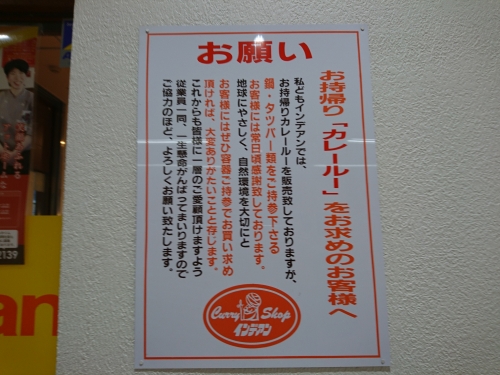 お願い
お持帰り「カレールー」をお求めのお客様へ
私どもインデアンでは、
お持帰りカレールーを販売致しておりますが、
鍋・タッパー類をご持参下さる
お客様には常日頃感謝致しております。
地球にやさしく、自然環境を大切にと
お客様にはぜひ容器ご持参でお買い求め
頂ければ、大変ありがたいことと存じます。
これからも皆様に一層のご愛顧頂けますよう
従業員一同、一生懸命がんばってまいりますので
ご協力のほど、よろしくお願い致します。
Curry Shop
インデアン
an
2139